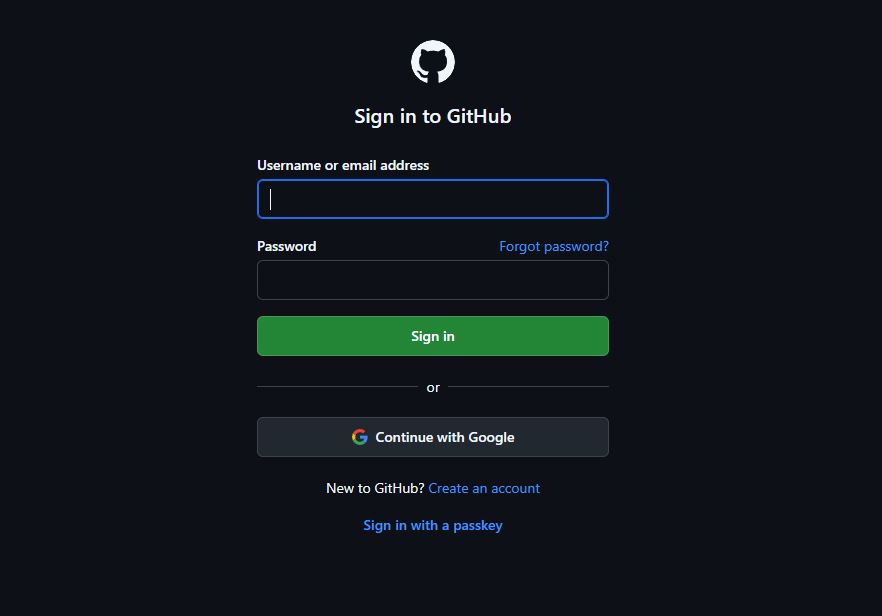 Sign in to GitHub
Username or email address
Password Forgot password?
Sign in
or
Continue with Google
New to GitHub? Create an account
Sign in with a passkey